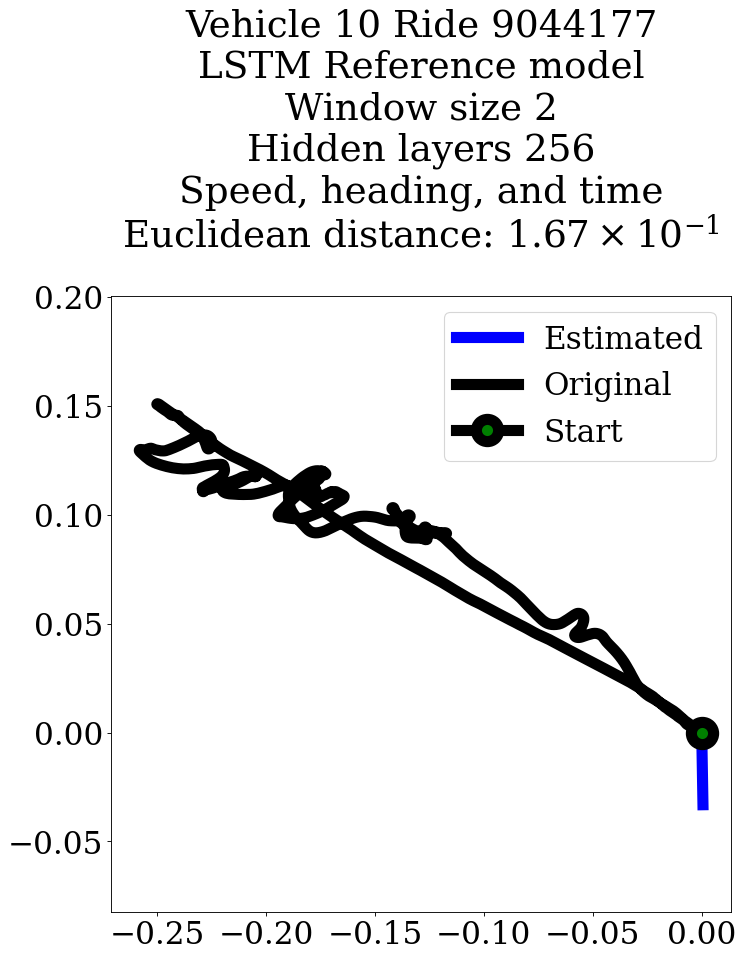 Vehicle 10 Ride 9044177
LSTM Reference model
Window size 2
Hidden layers 256
Speed, heading, and time
Euclidean distance: 1.67 × 10⁻¹
0.20
Estimated
Original
Start
0.15
0.10
0.05
0.00
−0.05
−0.25 −0.20 −0.15 −0.10 −0.05 0.00